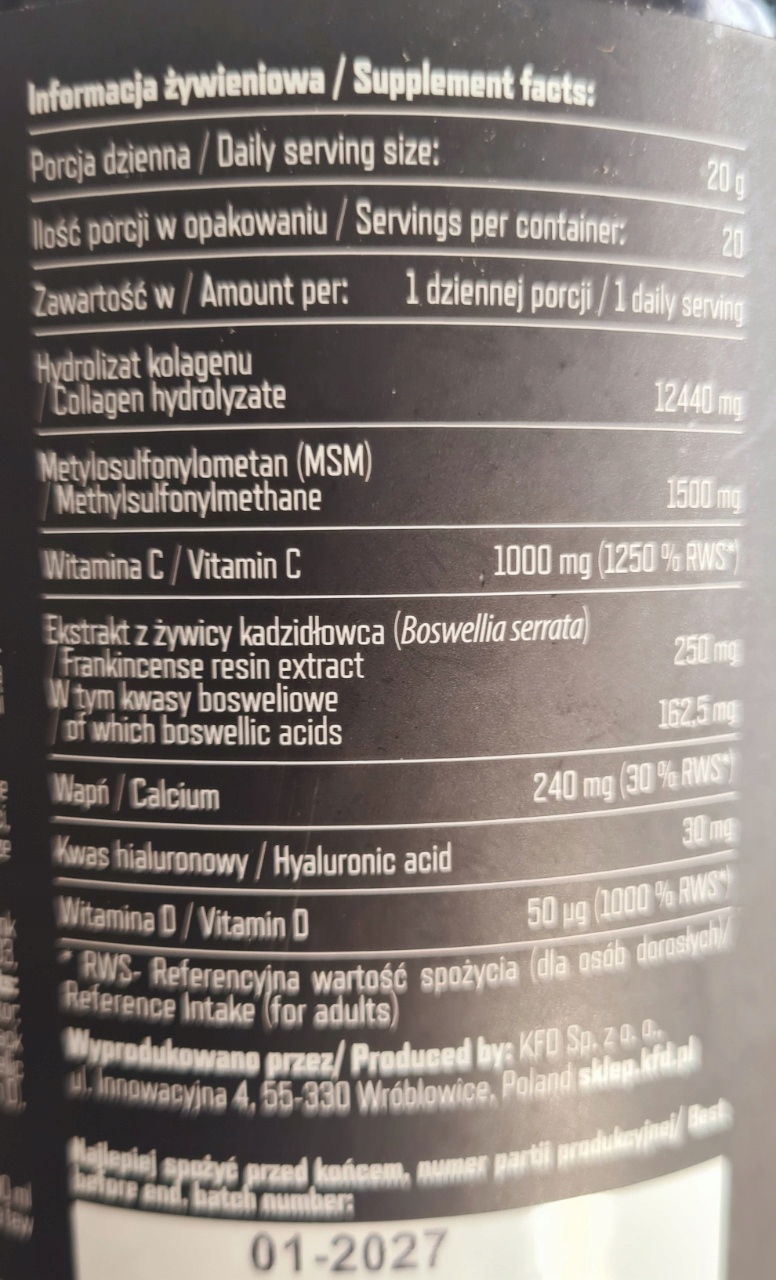 Informacja żywieniowa / Supplement facts:
Porcja dzienna / Daily serving size: 20 g
Ilość porcji w opakowaniu / Servings per container: 20
Zawartość w / Amount per: 1 dziennej porcji / 1 daily serving
Hydrolizat kolagenu
/ Collagen hydrolyzate 12440 mg
Metylosulfonylometan (MSM)
/ Methylsulfonylmethane 1500 mg
Witamina C / Vitamin C 1000 mg (1250 % RWS*)
Ekstrakt z żywicy kadzidłowca (Boswellia serrata)
/ Frankincense resin extract 250 mg
W tym kwasy bosweliowe
/ of which boswellic acids 162,5 mg
Wapń / Calcium 240 mg (30 % RWS*)
Kwas hialuronowy / Hyaluronic acid 30 mg
Witamina D / Vitamin D 50 µg (1000 % RWS*)
* RWS- Referencyjna wartość spożycia (dla osób dorosłych)/
Reference Intake (for adults)
Wyprodukowano przez/ Produced by: KFD Sp. z o. o.,
ul. Innowacyjna 4, 55-330 Wróblowice, Poland sklep.kfd.pl
Najlepiej spożyć przed końcem, numer partii produkcyjnej/ Best
before end, batch number:
01-2027